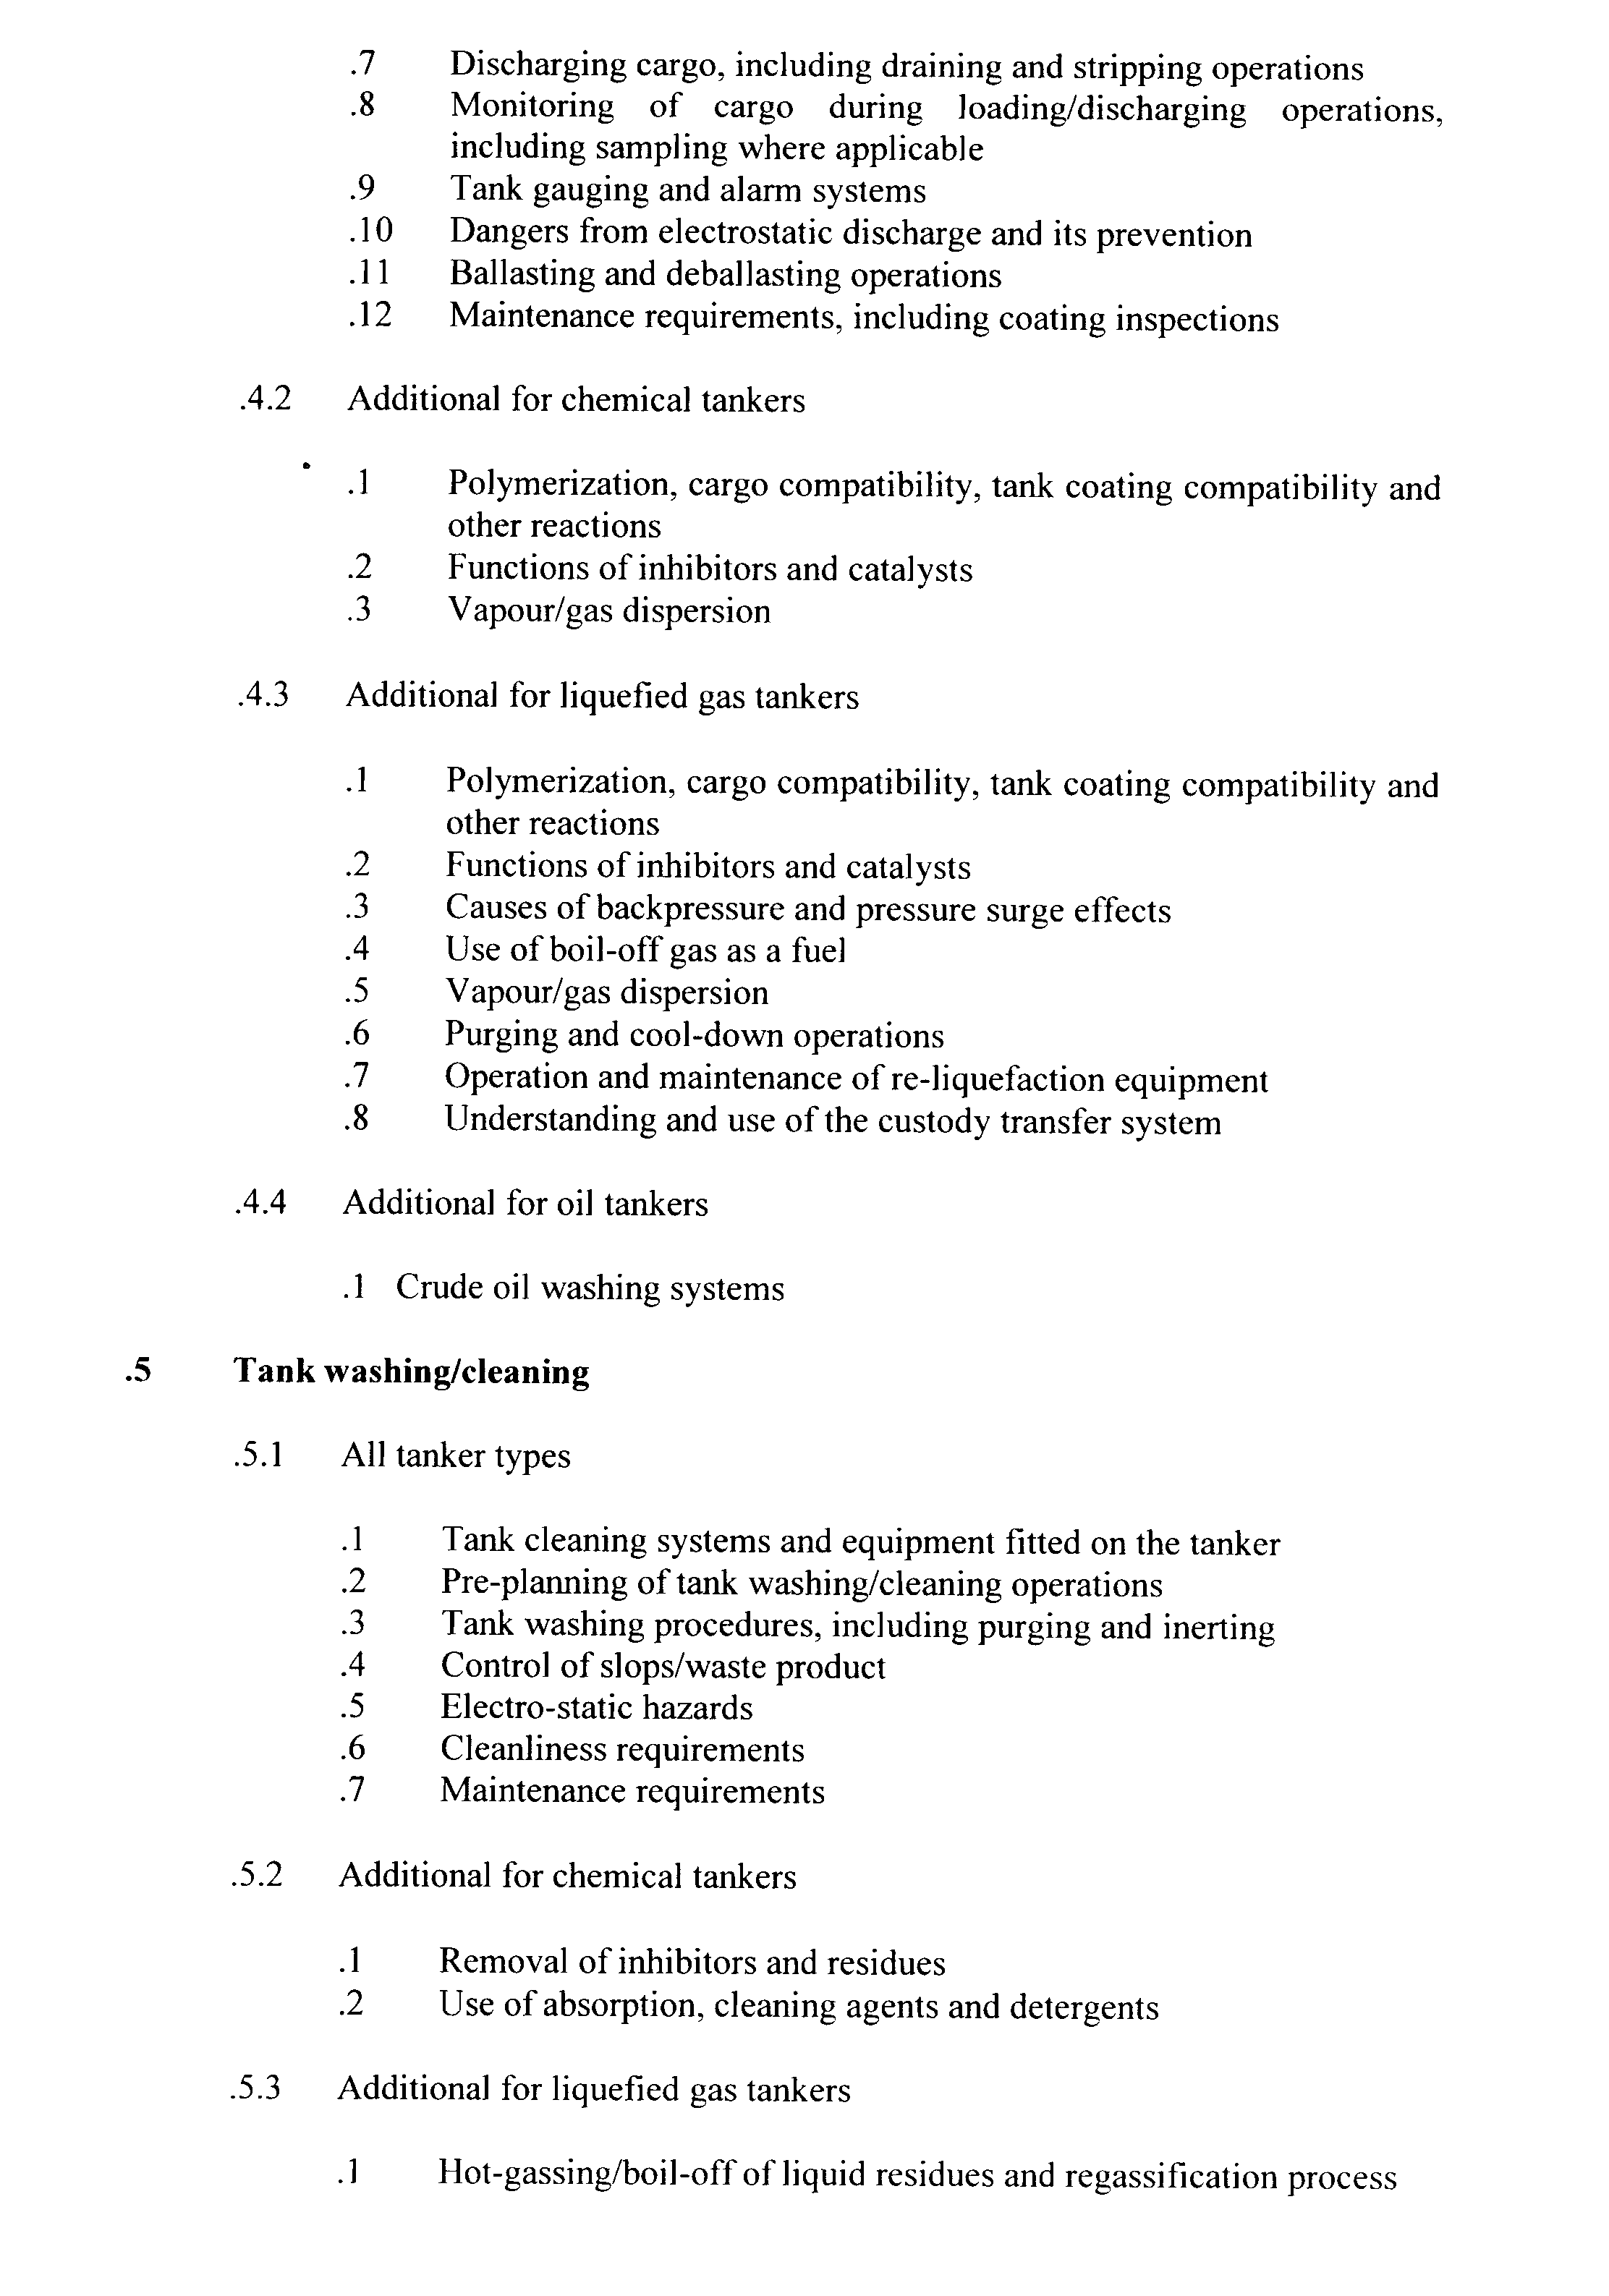 .7 Discharging cargo, including draining and stripping operations
.8 Monitoring of cargo during loading/discharging operations,
including sampling where applicable
.9 Tank gauging and alarm systems
.10 Dangers from electrostatic discharge and its prevention
.11 Ballasting and deballasting operations
.12 Maintenance requirements, including coating inspections
.4.2 Additional for chemical tankers
.1 Polymerization, cargo compatibility, tank coating compatibility and
other reactions
.2 Functions of inhibitors and catalysts
.3 Vapour/gas dispersion
.4.3 Additional for liquefied gas tankers
.1 Polymerization, cargo compatibility, tank coating compatibility and
other reactions
.2 Functions of inhibitors and catalysts
.3 Causes of backpressure and pressure surge effects
.4 Use of boil-off gas as a fuel
.5 Vapour/gas dispersion
.6 Purging and cool-down operations
.7 Operation and maintenance of re-liquefaction equipment
.8 Understanding and use of the custody transfer system
.4.4 Additional for oil tankers
.1 Crude oil washing systems
.5 Tank washing/cleaning
.5.1 All tanker types
.1 Tank cleaning systems and equipment fitted on the tanker
.2 Pre-planning of tank washing/cleaning operations
.3 Tank washing procedures, including purging and inerting
.4 Control of slops/waste product
.5 Electro-static hazards
.6 Cleanliness requirements
.7 Maintenance requirements
.5.2 Additional for chemical tankers
.1 Removal of inhibitors and residues
.2 Use of absorption, cleaning agents and detergents
.5.3 Additional for liquefied gas tankers
.1 Hot-gassing/boil-off of liquid residues and regassification process